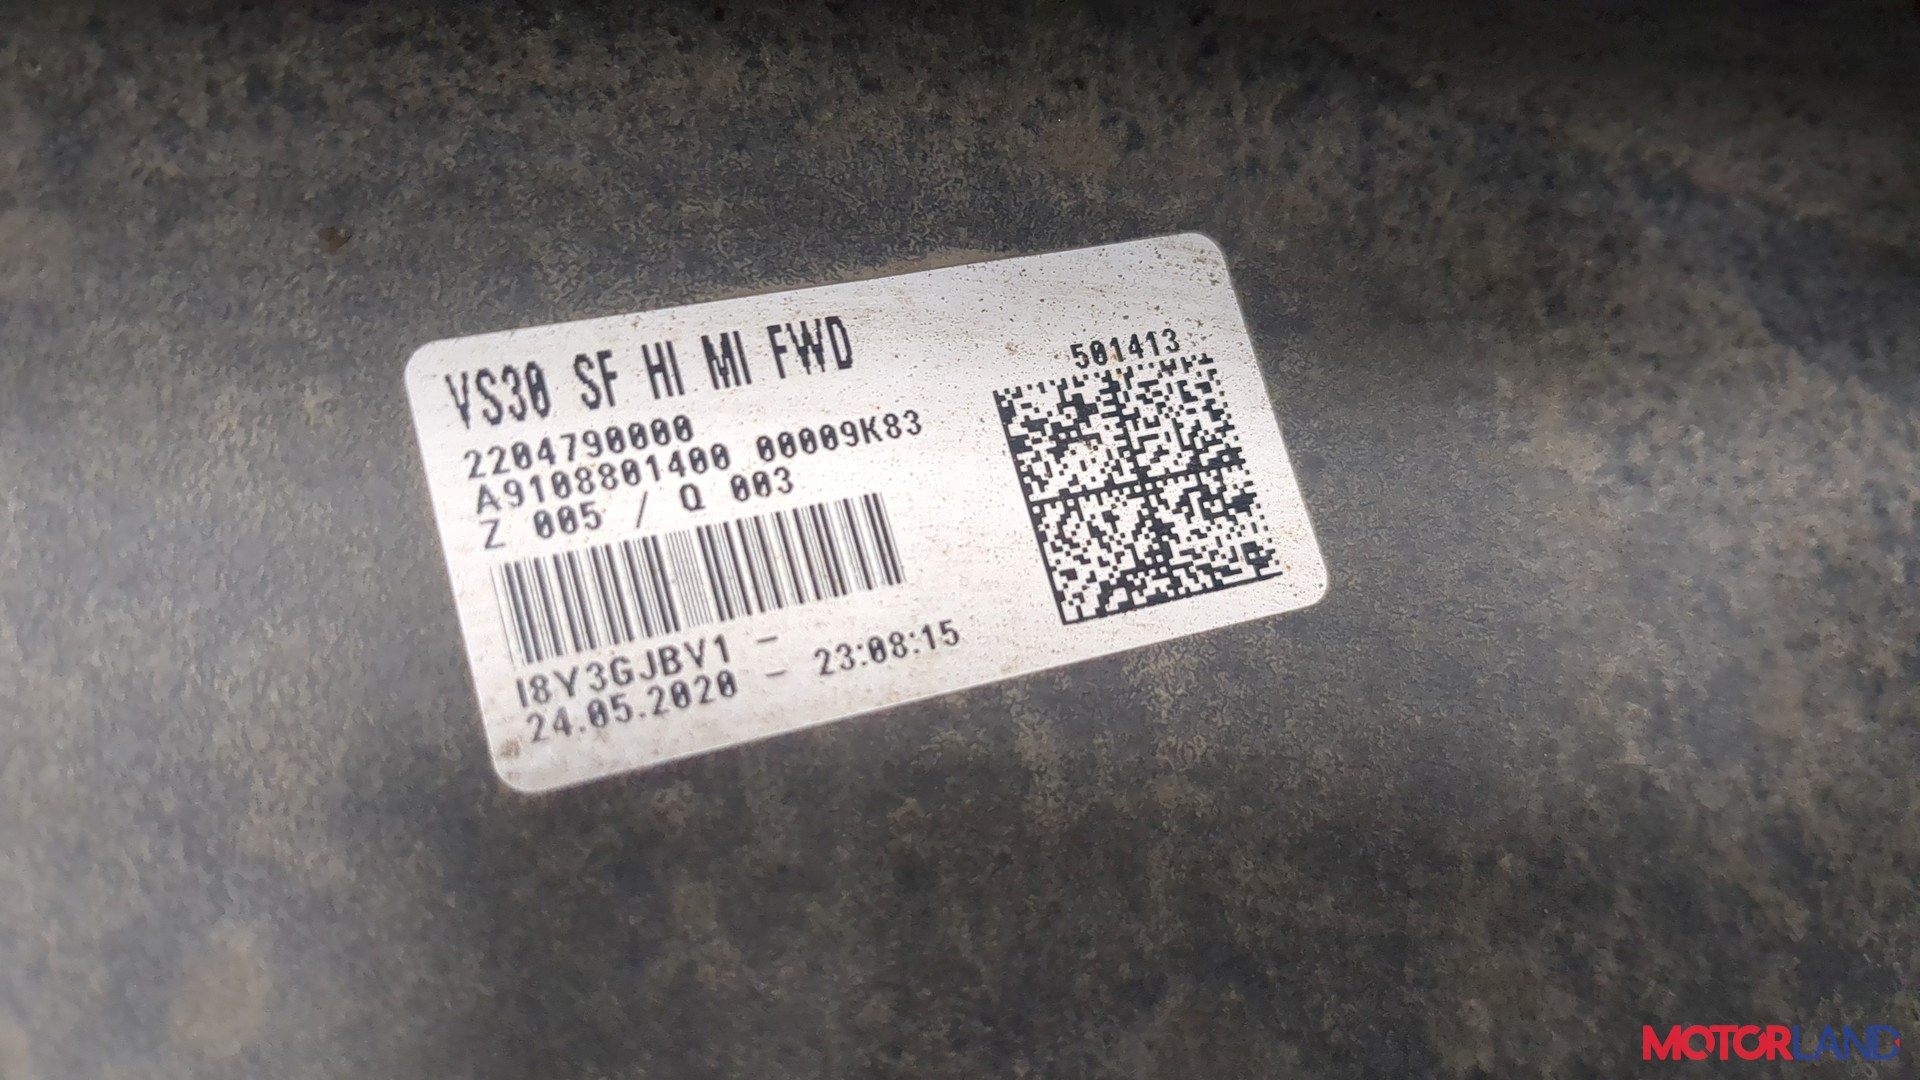 VS30 SF HI MI FWD
2204790000
A9108801400 00009K83
Z 005 / Q 003
I8Y3GJBV1 -
24.05.2020 - 23:08:15
501413
MOTORLAND